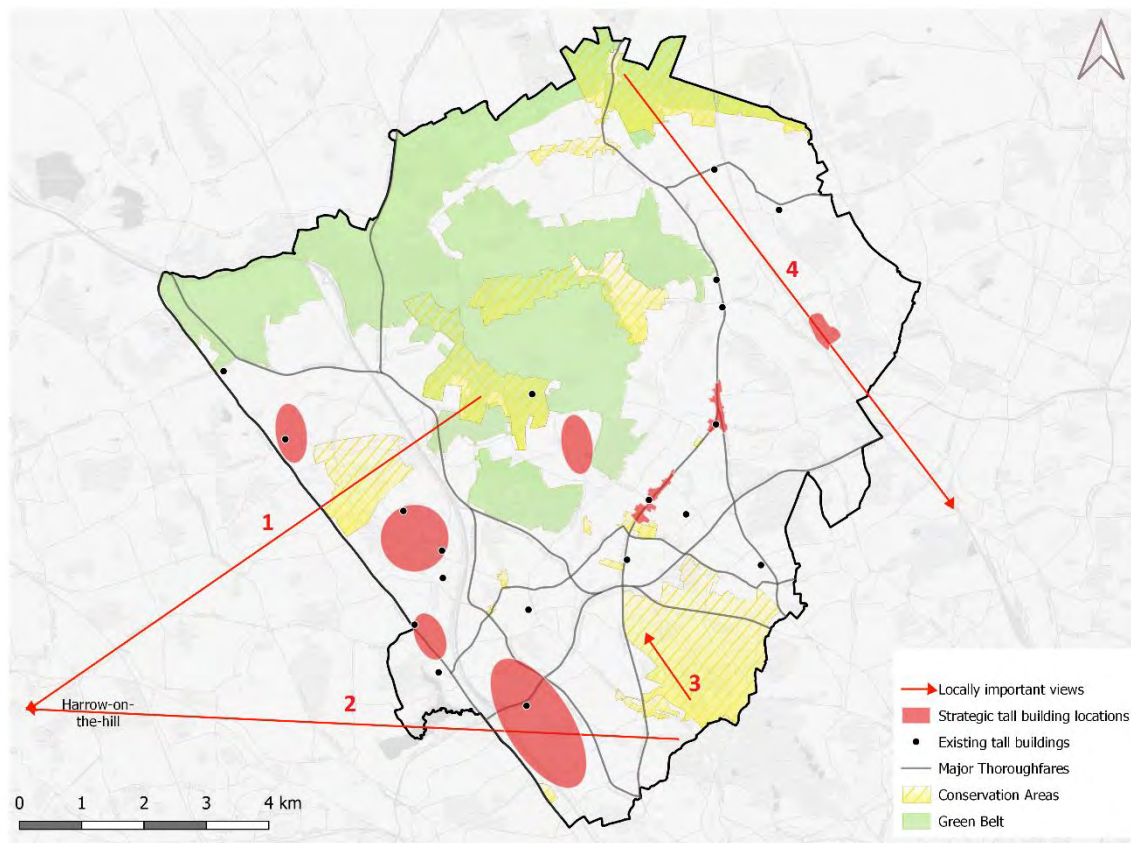 4
1
3
2
Harrow-on-
the-hill
0 1 2 3 4 km
Locally important views
Strategic tall building locations
Existing tall buildings
Major Thoroughfares
Conservation Areas
Green Belt